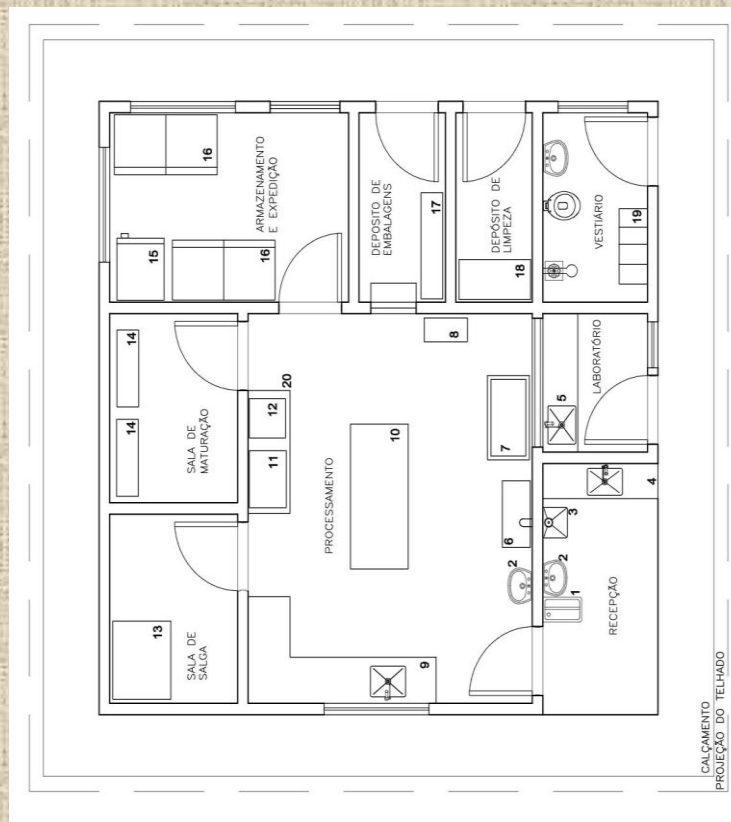 13
SALA DE
SALGA
14
14
SALA DE
MATURAÇÃO
15
16
16
ARMAZENAMENTO
E EXPEDIÇÃO
11
12
20
PROCESSAMENTO
10
9
2
6
7
8
DEPOSITO DE
EMBALAGENS
17
DEPÓSITO DE
LIMPEZA
18
1
2
3
4
RECEPÇÃO
5
LABORATÓRIO
VESTIÁRIO
19
CALÇAMENTO
PROJEÇÃO DO TELHADO